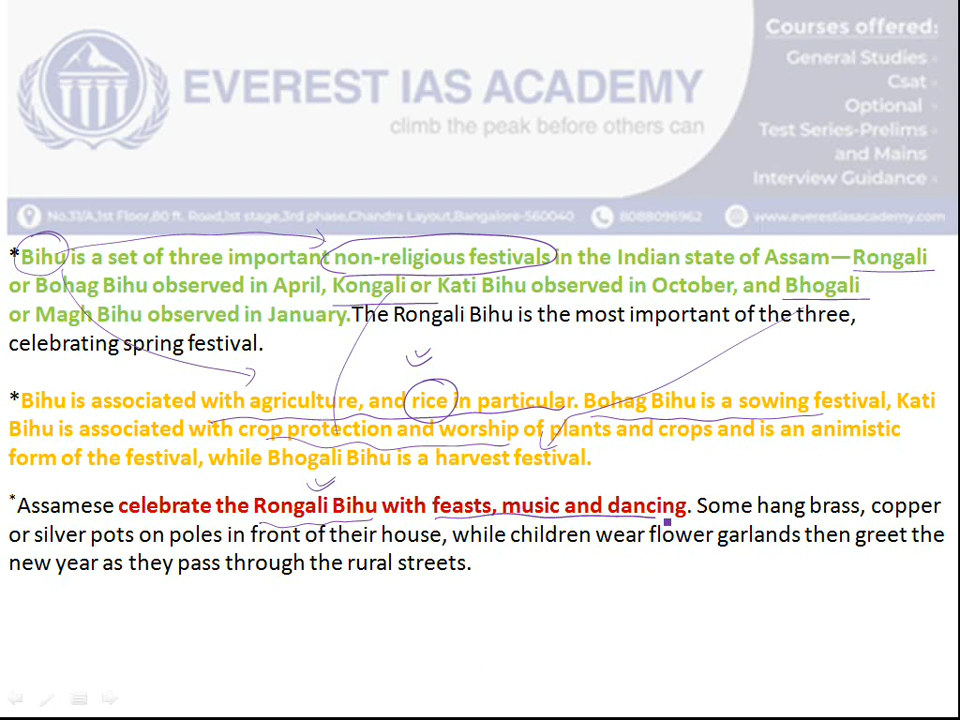 Courses offered:
General Studies
Csat
EVEREST IAS ACADEMY
Optional
climb the peak before others can
Test Series-Prelims
and Mains
Interview Guidance
No.31/A,1st Floor,80 ft. Road,1st stage,3rd phase,Chandra Layout,Bangalore-560040 8088096962 www.everestiasacademy.com
*Bihu is a set of three important non-religious festivals in the Indian state of Assam—Rongali
or Bohag Bihu observed in April, Kongali or Kati Bihu observed in October, and Bhogali
or Magh Bihu observed in January.The Rongali Bihu is the most important of the three,
celebrating spring festival.
*Bihu is associated with agriculture, and rice in particular. Bohag Bihu is a sowing festival, Kati
Bihu is associated with crop protection and worship of plants and crops and is an animistic
form of the festival, while Bhogali Bihu is a harvest festival.
*Assamese celebrate the Rongali Bihu with feasts, music and dancing. Some hang brass, copper
or silver pots on poles in front of their house, while children wear flower garlands then greet the
new year as they pass through the rural streets.